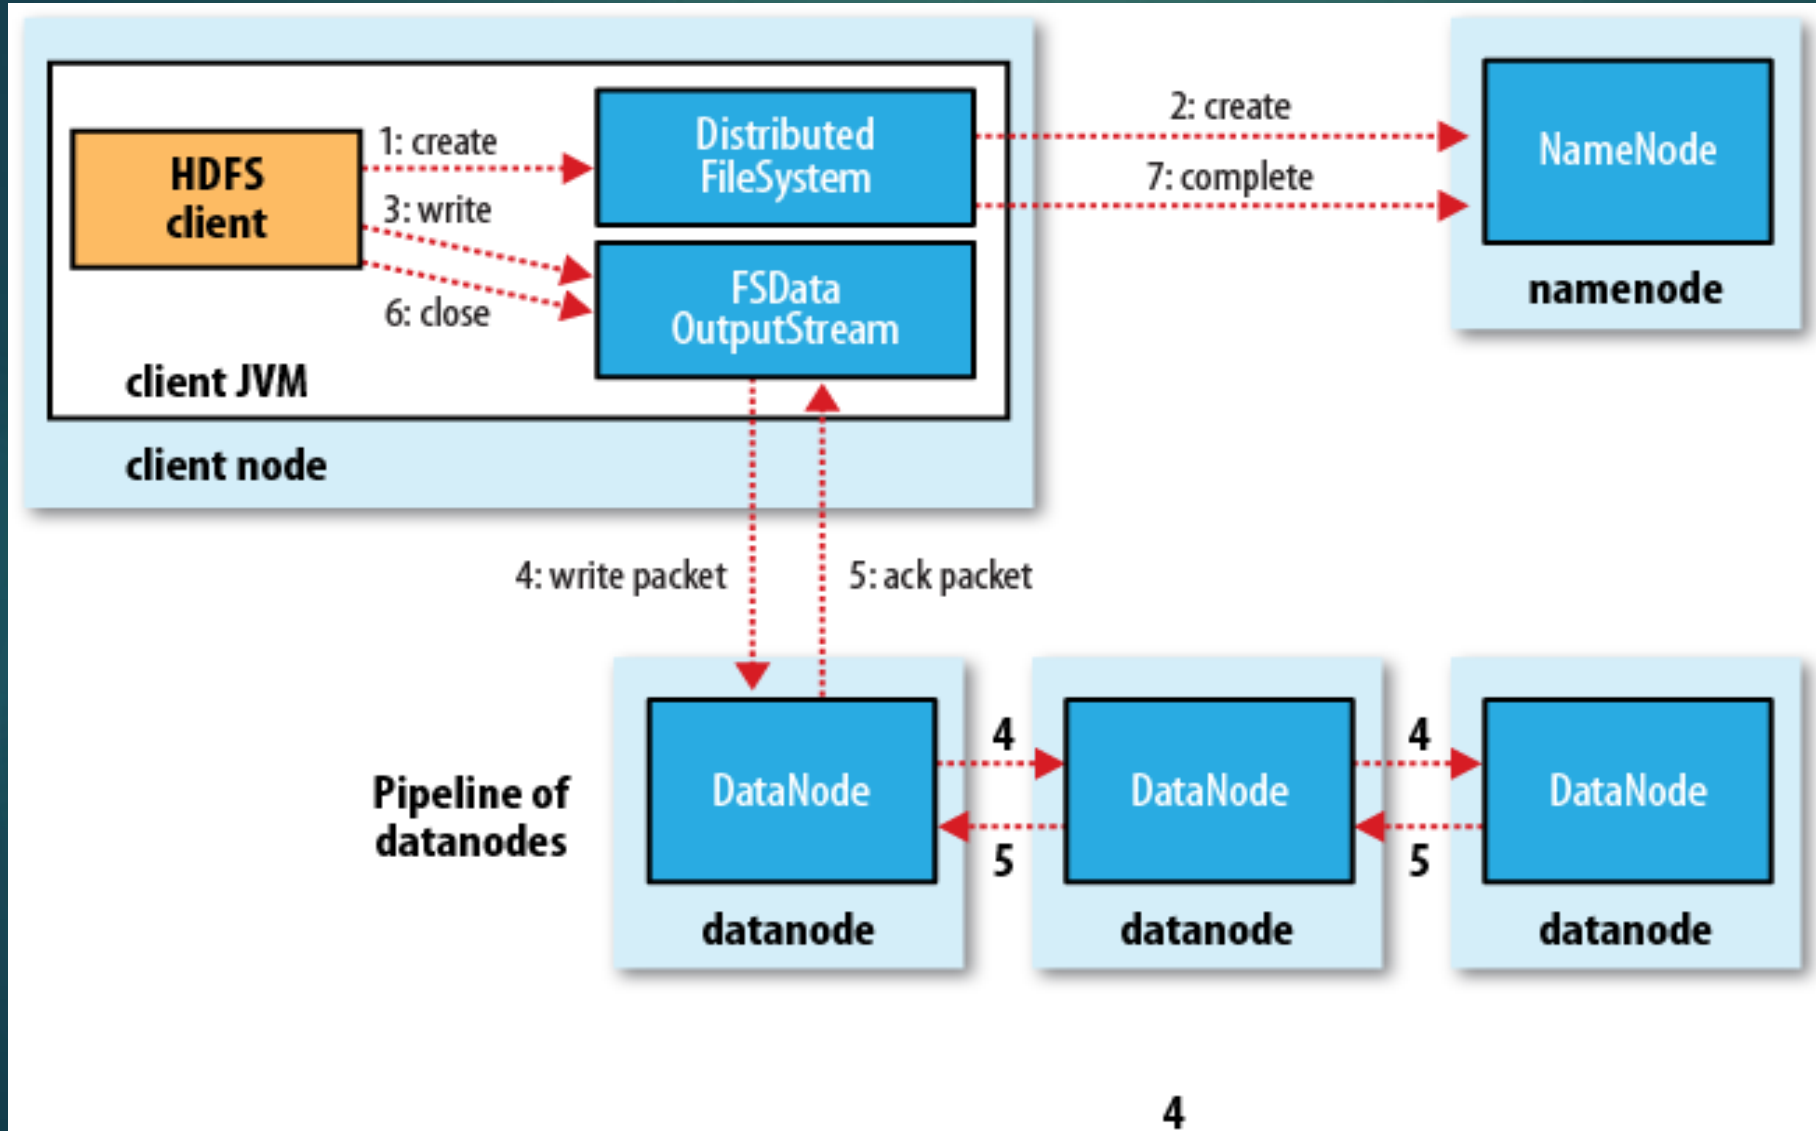 1: create
Distributed
FileSystem
2: create
NameNode
7: complete
HDFS
client
3: write
6: close
FSData
OutputStream
namenode
client JVM
client node
4: write packet
5: ack packet
Pipeline of
datanodes
DataNode
4
5
DataNode
4
5
DataNode
datanode
datanode
datanode
4